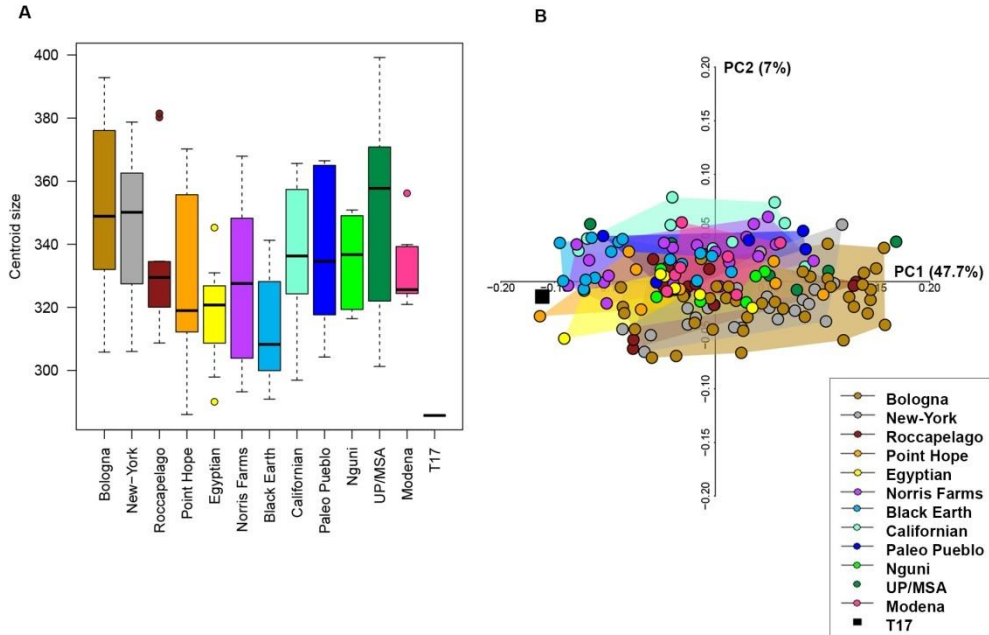 A
B
400
380
360
340
320
300
Centroid size
Bologna
New-York
Roccapelago
Point Hope
Egyptian
Norris Farms
Black Earth
Californian
Paleo Pueblo
Nguni
UP/MSA
Modena
T17
PC2 (7%)
0.20
0.15
0.10
0.05
PC1 (47.7%)
−0.20
0.20
−0.10
−0.15
−0.20
Bologna
New-York
Roccapelago
Point Hope
Egyptian
Norris Farms
Black Earth
Californian
Paleo Pueblo
Nguni
UP/MSA
Modena
T17